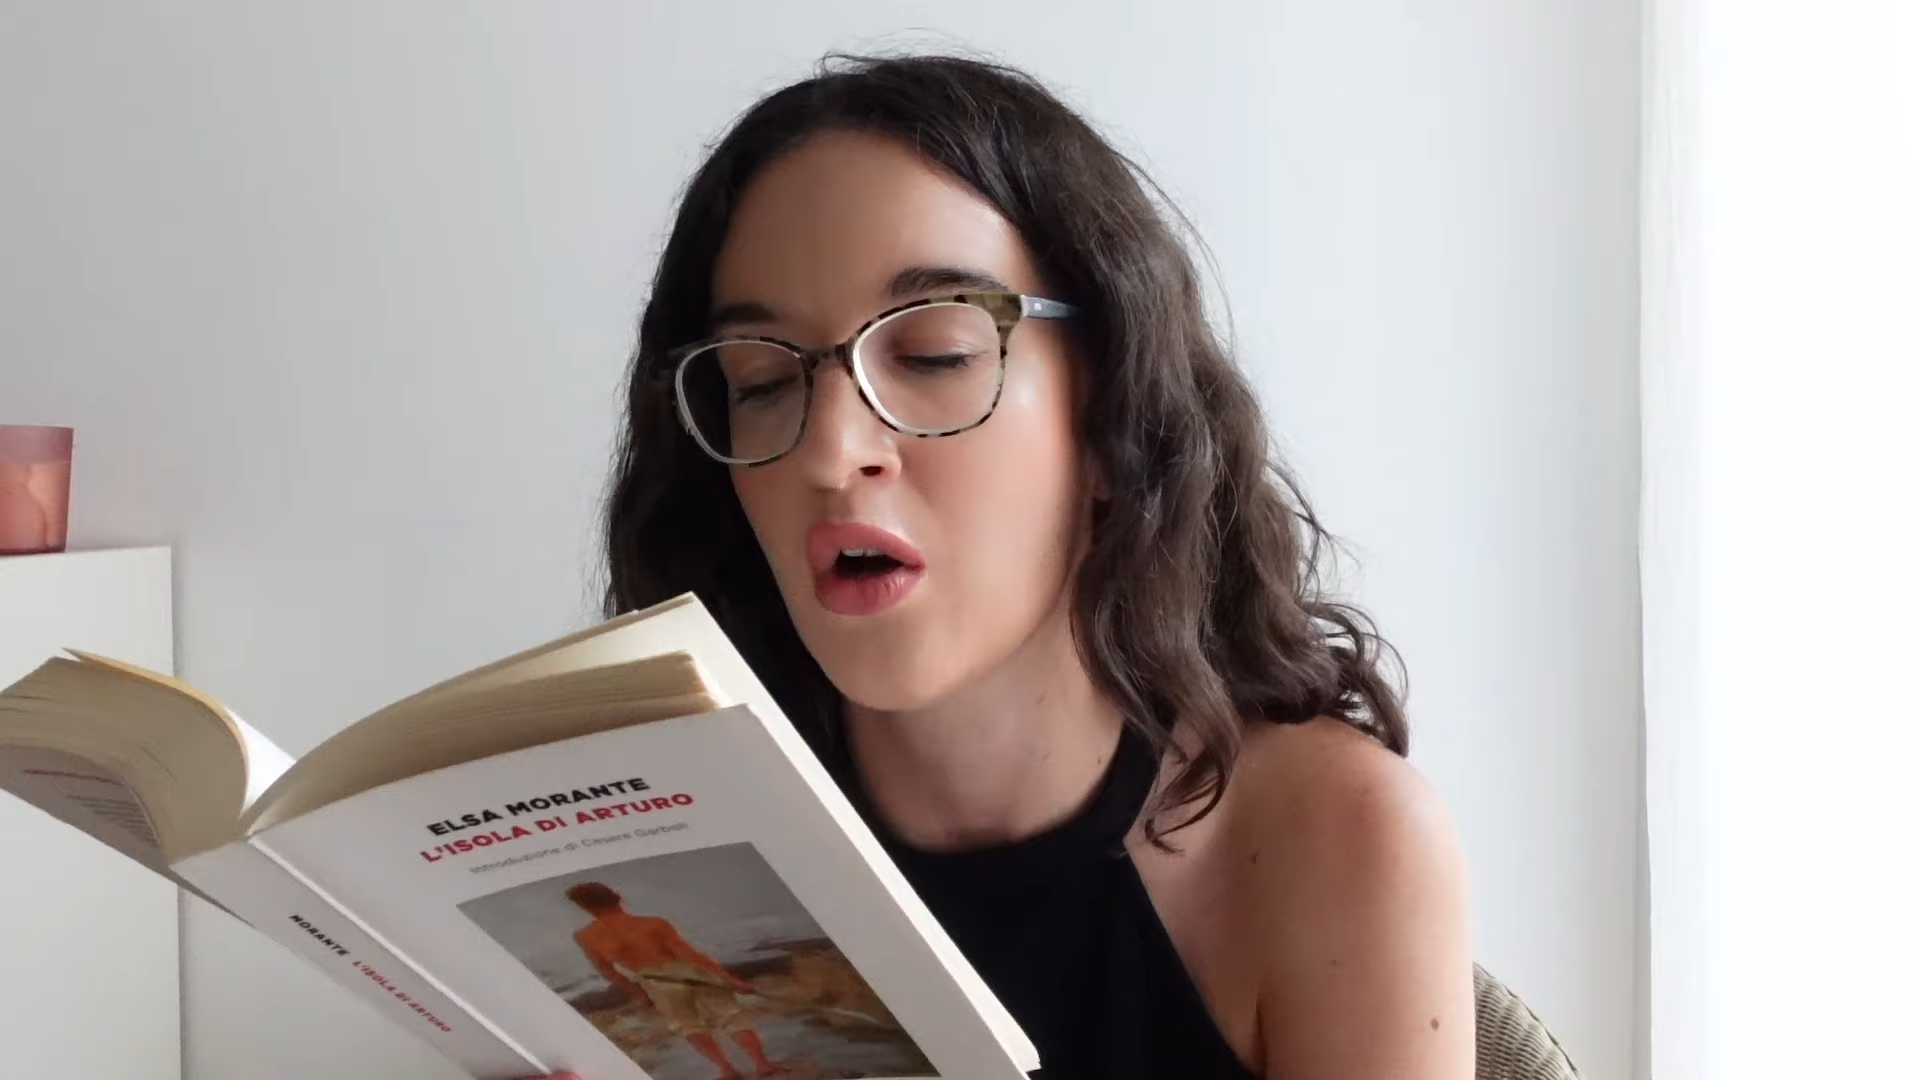 ELSA MORANTE
L'ISOLA DI ARTURO
Introduzione di Cesare Garboli
MORANTE L'ISOLA DI ARTURO